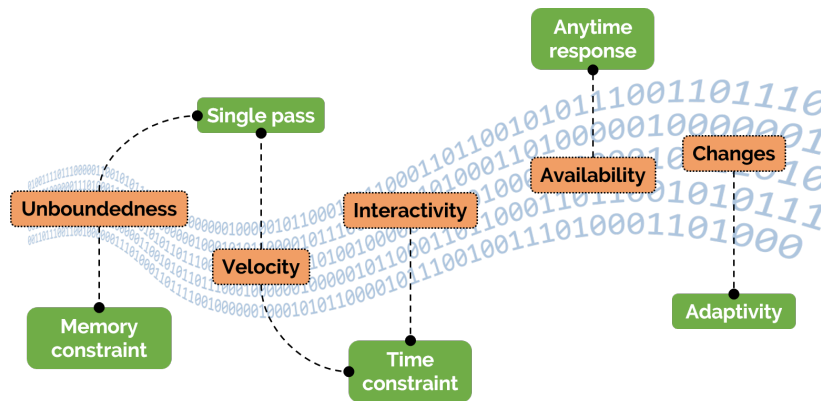 Anytime
response
Single pass
Changes
Availability
Unboundedness
Interactivity
Velocity
Adaptivity
Memory
constraint
Time
constraint